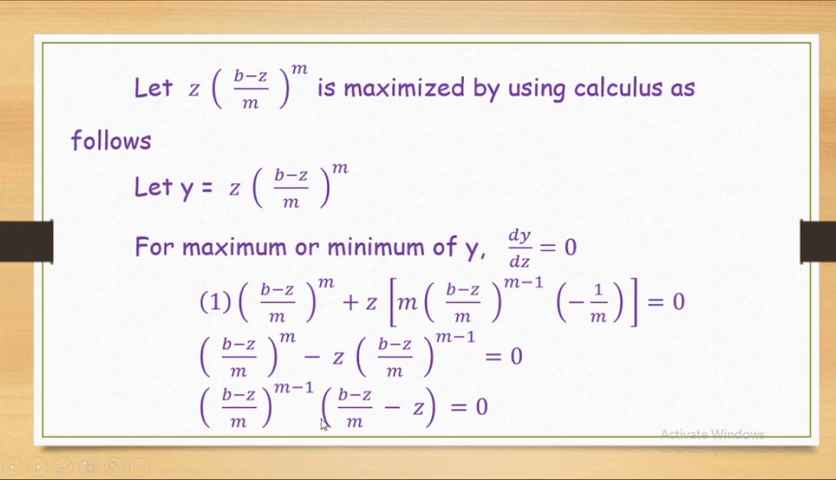 Let z ( (b−z)/m )^m is maximized by using calculus as
follows
Let y = z ( (b−z)/m )^m
For maximum or minimum of y, dy/dz = 0
(1) ( (b−z)/m )^m + z [ m ( (b−z)/m )^(m−1) ( −1/m ) ] = 0
( (b−z)/m )^m − z ( (b−z)/m )^(m−1) = 0
( (b−z)/m )^(m−1) ( (b−z)/m − z ) = 0
Activate Windows